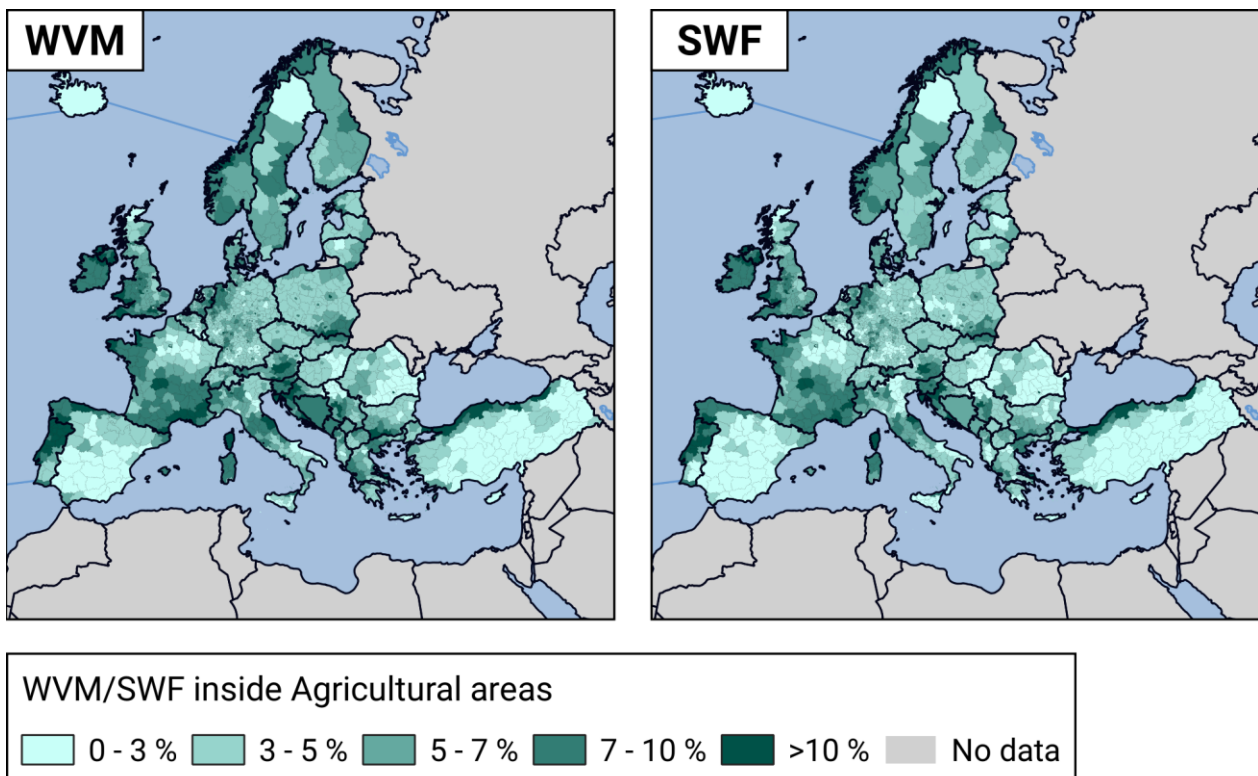 WVM
SWF
WVM/SWF inside Agricultural areas
0 - 3 %
3 - 5 %
5 - 7 %
7 - 10 %
>10 %
No data